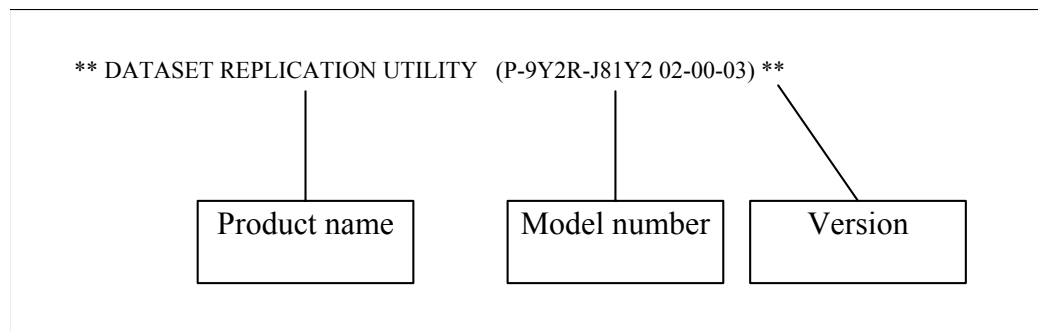 ** DATASET REPLICATION UTILITY (P-9Y2R-J81Y2 02-00-03) **
Product name
Model number
Version